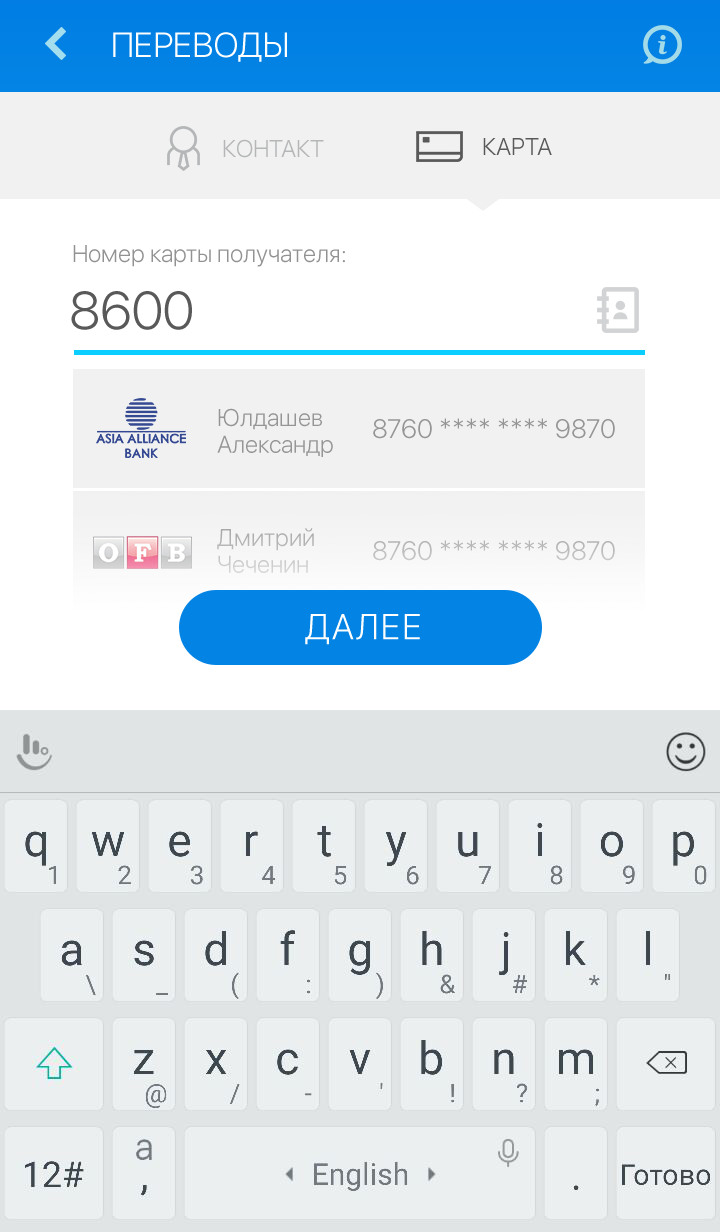 ПЕРЕВОДЫ
КОНТАКТ
КАРТА
Номер карты получателя:
8600
ASIA ALLIANCE
BANK
Юлдашев
Александр
8760 **** **** 9870
O F B
Дмитрий
Чеченин
8760 **** **** 9870
ДАЛЕЕ
q w e r t y u i o p
1 2 3 4 5 6 7 8 9 0
a s d f g h j k l
\ _ ( : ) & # * "
z x c v b n m
@ / - ' ! ? ;
12# a , English . Готово